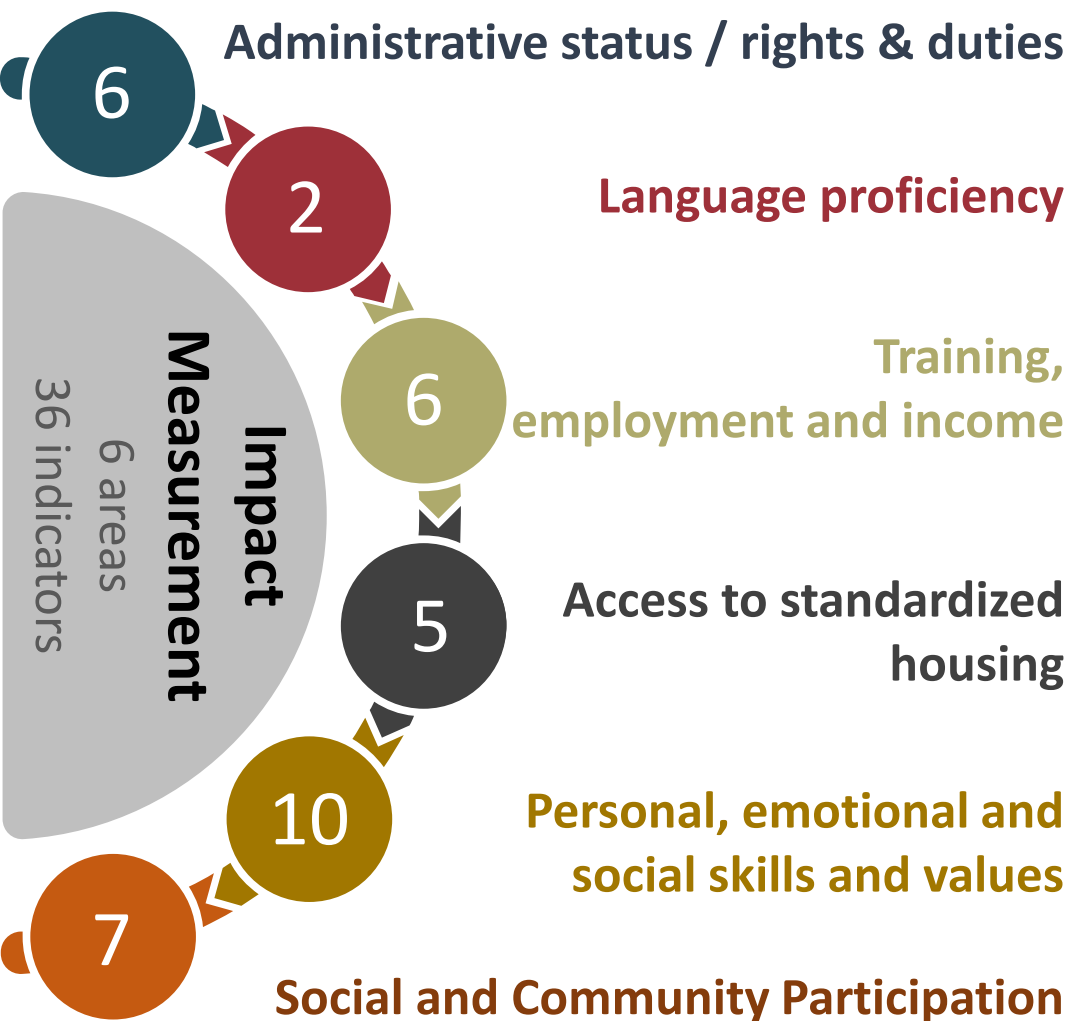 6
Administrative status / rights & duties
2
Language proficiency
6
Training,
employment and income
5
Access to standardized
housing
10
Personal, emotional and
social skills and values
7
Social and Community Participation
Impact
Measurement
6 areas
36 indicators